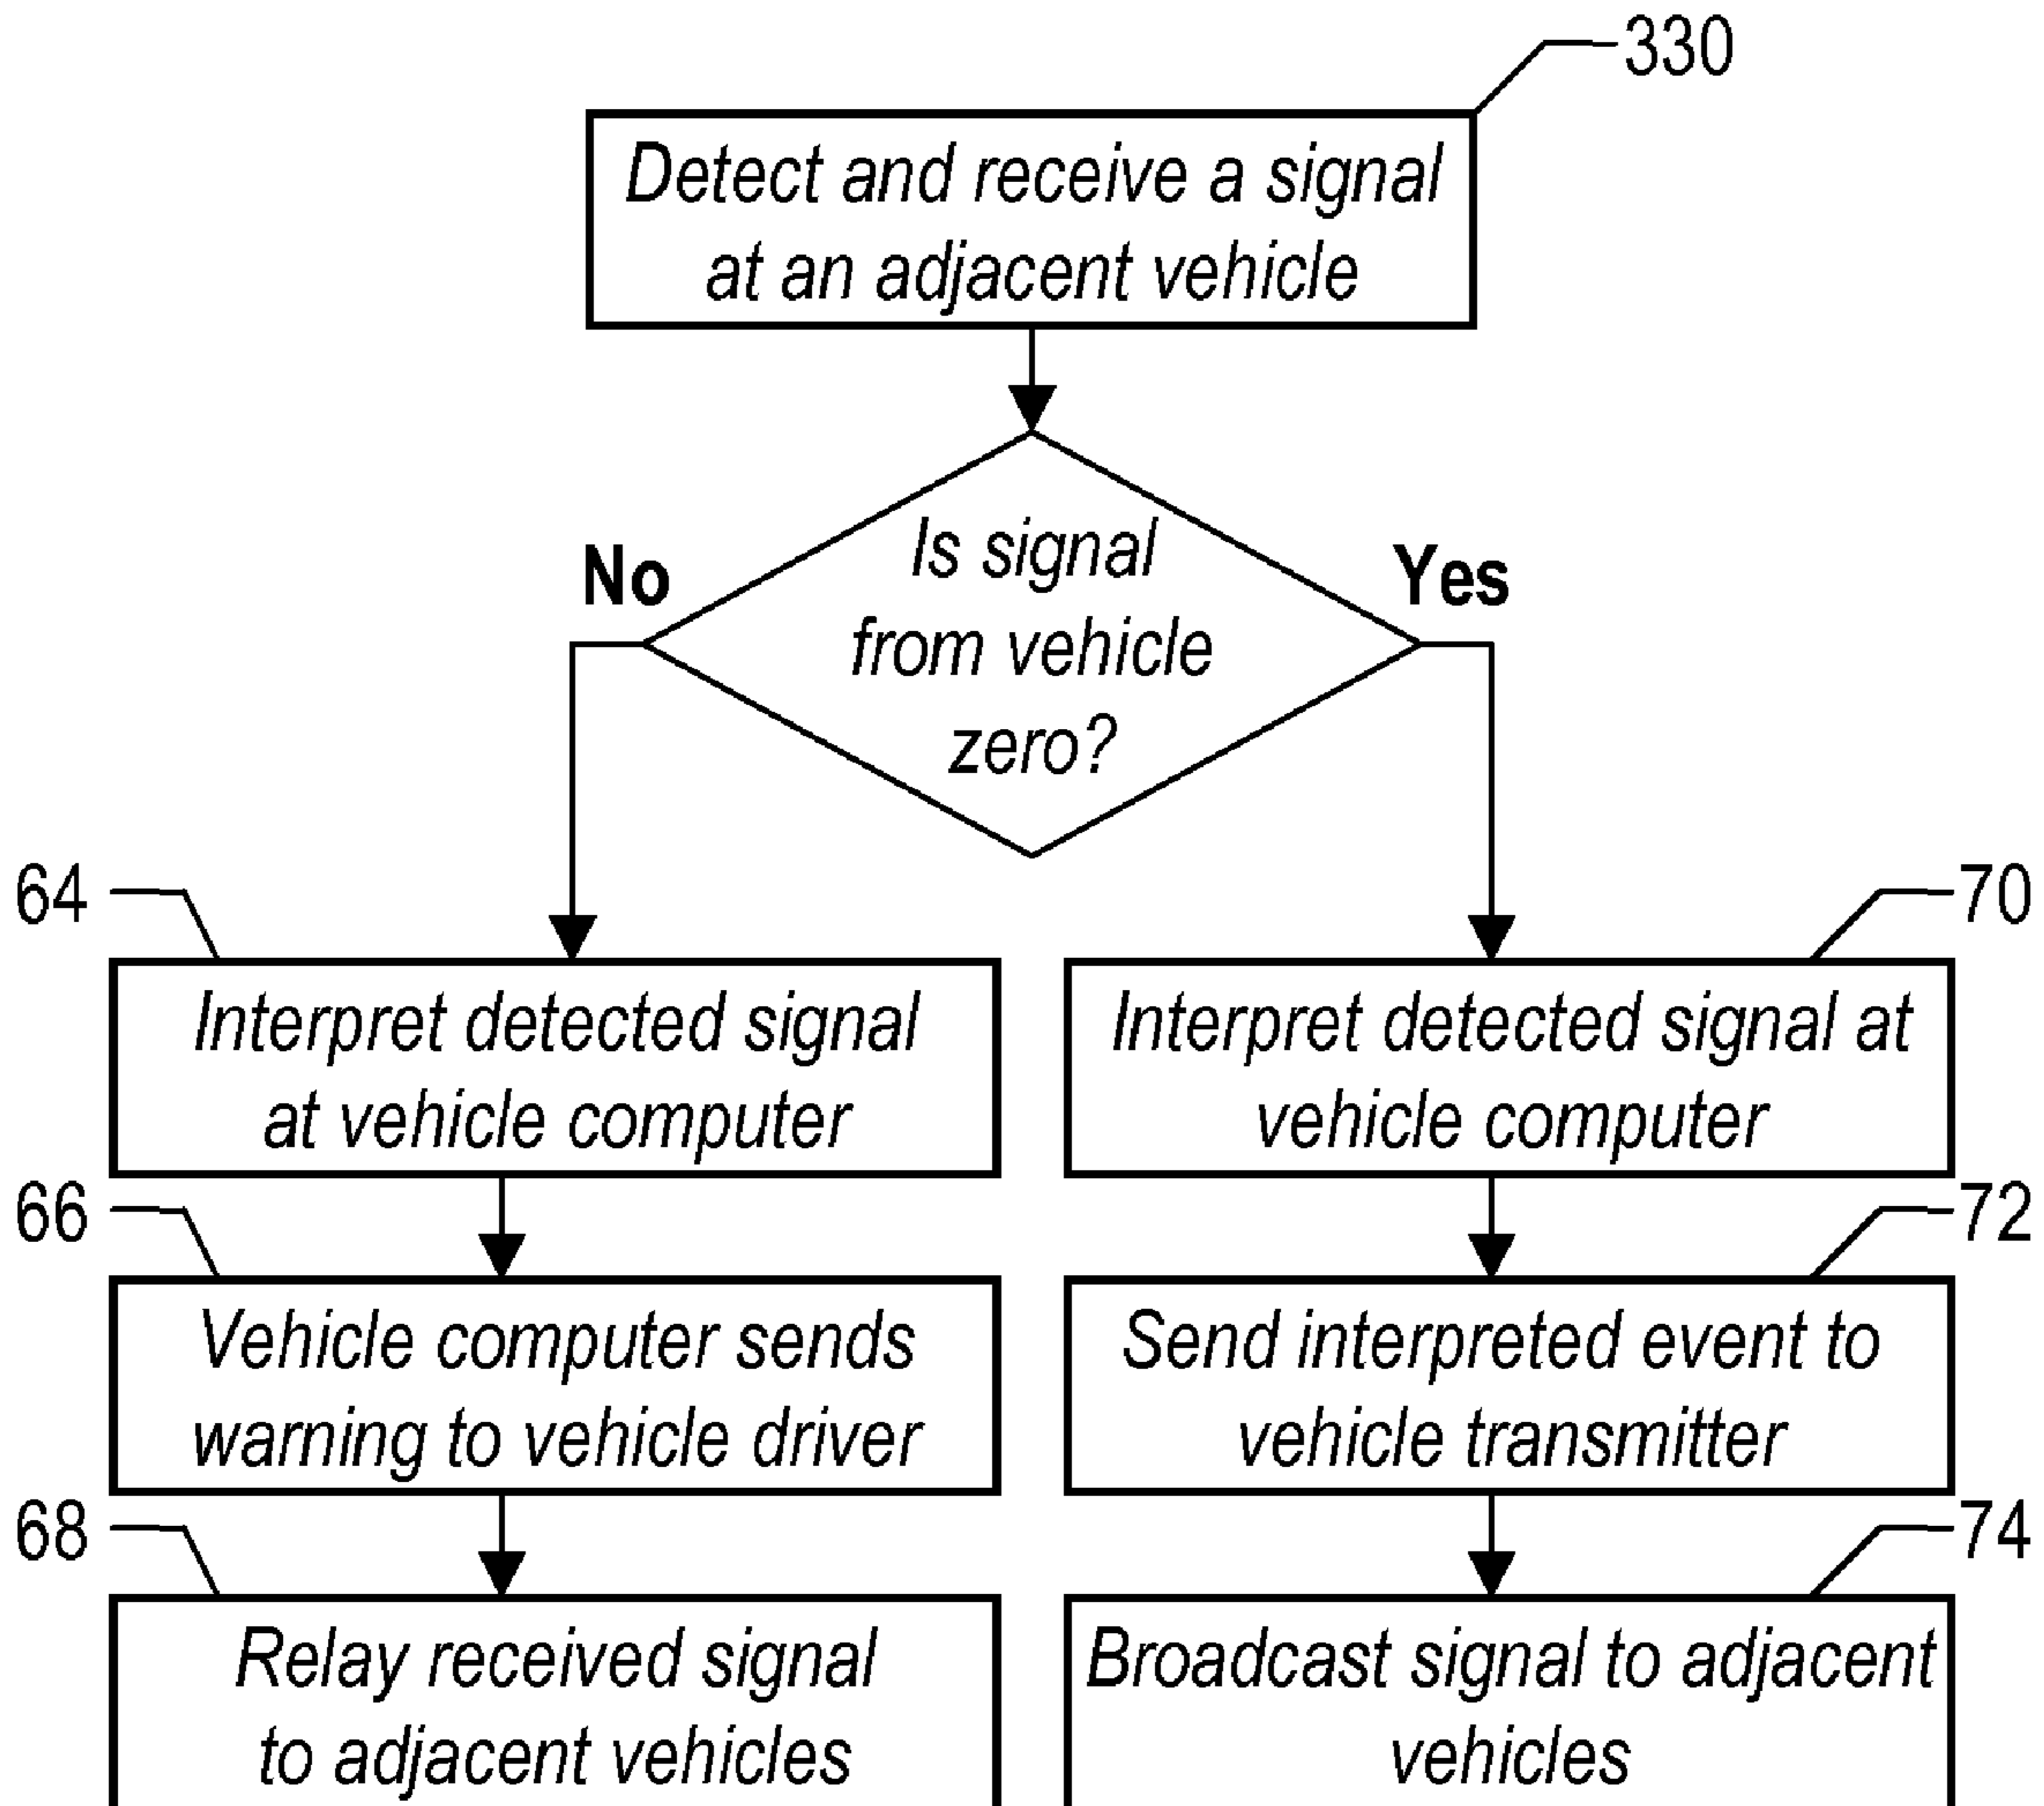 330
Detect and receive a signal
at an adjacent vehicle
Is signal
from vehicle
zero?
No
Yes
64
Interpret detected signal
at vehicle computer
70
Interpret detected signal at
vehicle computer
66
Vehicle computer sends
warning to vehicle driver
72
Send interpreted event to
vehicle transmitter
68
Relay received signal
to adjacent vehicles
74
Broadcast signal to adjacent
vehicles